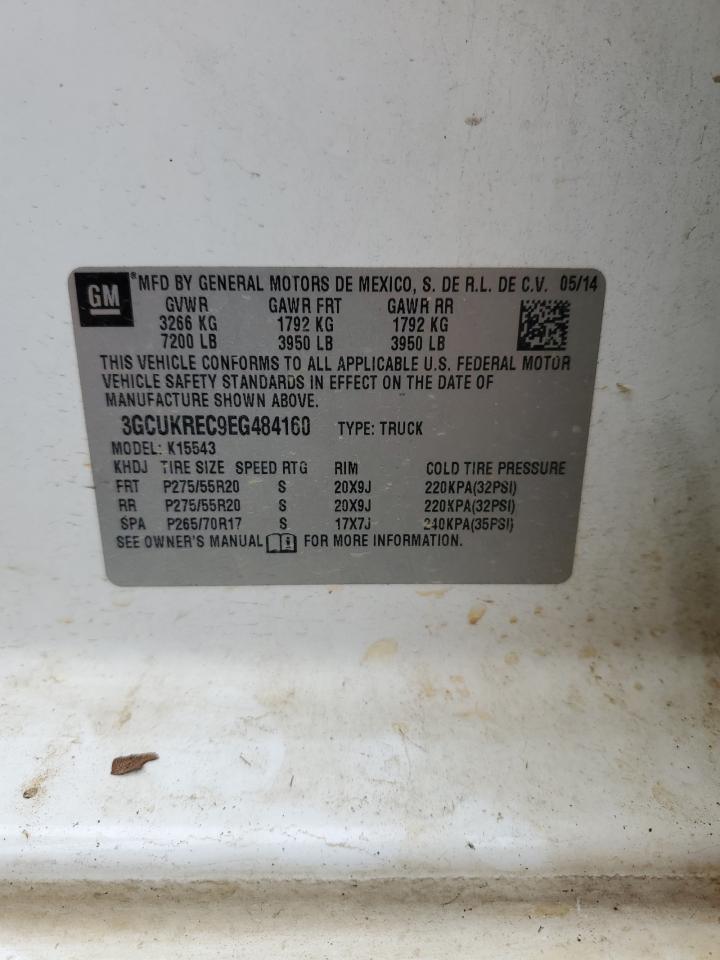 GM ® MFD BY GENERAL MOTORS DE MEXICO, S. DE R.L. DE C.V. 05/14
GVWR GAWR FRT GAWR RR
3266 KG 1792 KG 1792 KG
7200 LB 3950 LB 3950 LB
THIS VEHICLE CONFORMS TO ALL APPLICABLE U.S. FEDERAL MOTOR
VEHICLE SAFETY STANDARDS IN EFFECT ON THE DATE OF
MANUFACTURE SHOWN ABOVE.
3GCUKREC9EG484160 TYPE: TRUCK
MODEL: K15543
KHDJ TIRE SIZE SPEED RTG RIM COLD TIRE PRESSURE
FRT P275/55R20 S 20X9J 220KPA(32PSI)
RR P275/55R20 S 20X9J 220KPA(32PSI)
SPA P265/70R17 S 17X7J 240KPA(35PSI)
SEE OWNER'S MANUAL FOR MORE INFORMATION.